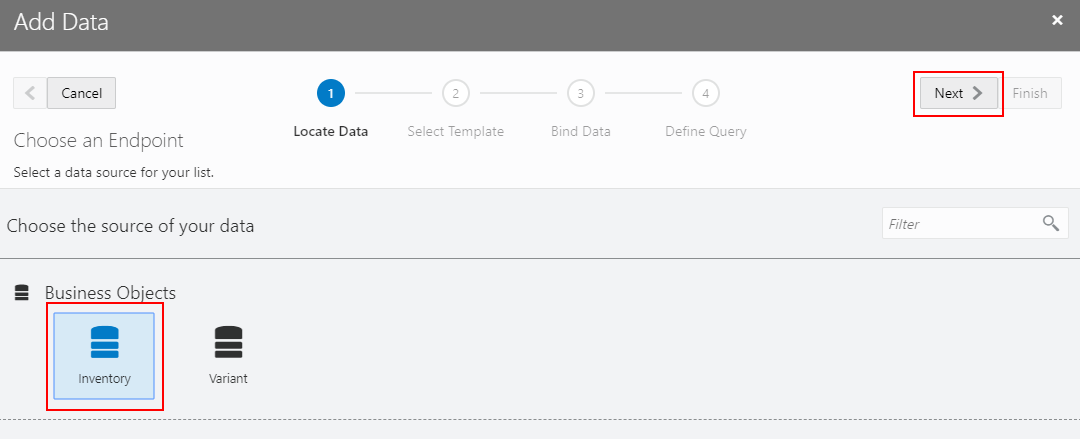 Add Data
×
Cancel
1
2
3
4
Next
Finish
Locate Data
Select Template
Bind Data
Define Query
Choose an Endpoint
Select a data source for your list.
Choose the source of your data
Filter
Business Objects
Inventory
Variant